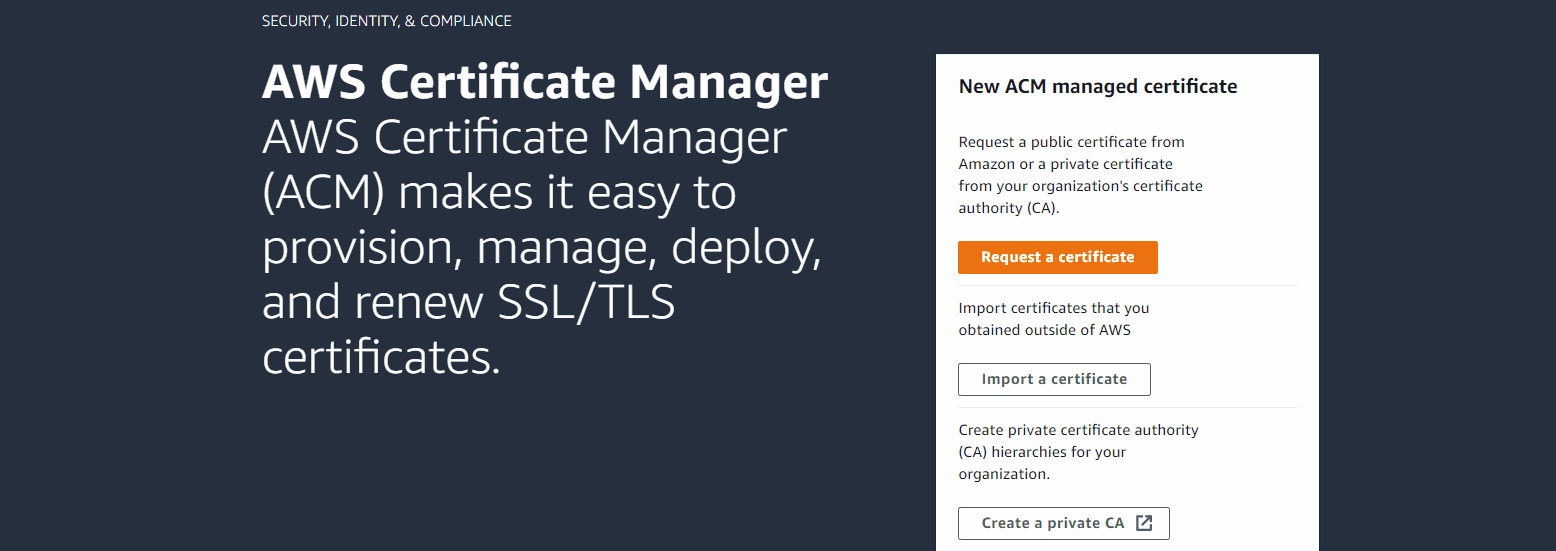 SECURITY, IDENTITY, & COMPLIANCE
AWS Certificate Manager
AWS Certificate Manager
(ACM) makes it easy to
provision, manage, deploy,
and renew SSL/TLS
certificates.
New ACM managed certificate
Request a public certificate from
Amazon or a private certificate
from your organization's certificate
authority (CA).
Request a certificate
Import certificates that you
obtained outside of AWS
Import a certificate
Create private certificate authority
(CA) hierarchies for your
organization.
Create a private CA